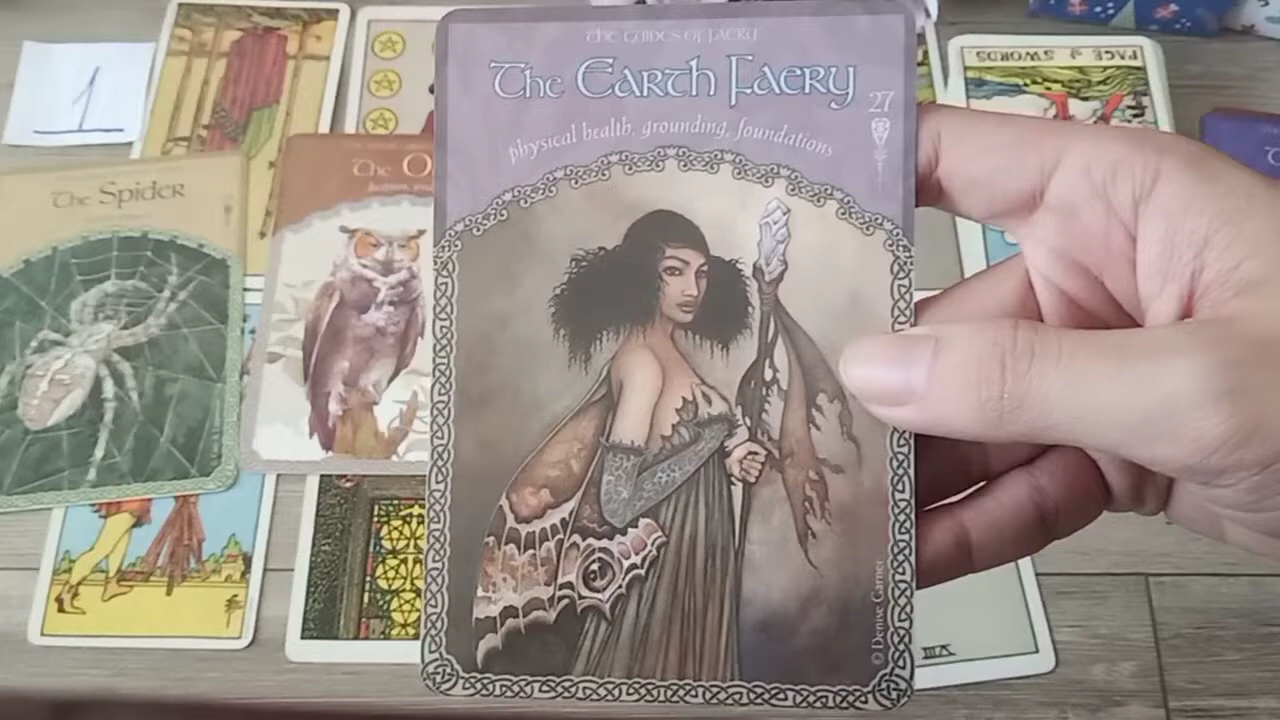 1
THE GUIDES OF FAERY
The Earth Faery
27
physical health, grounding, foundations
PAGE of SWORDS.
The Spider
The
© Denise Garner
VIII